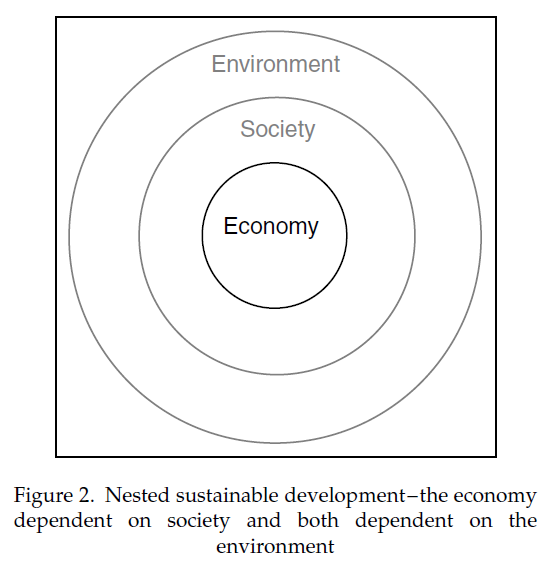 Environment
Society
Economy
Figure 2. Nested sustainable development–the economy
dependent on society and both dependent on the
environment